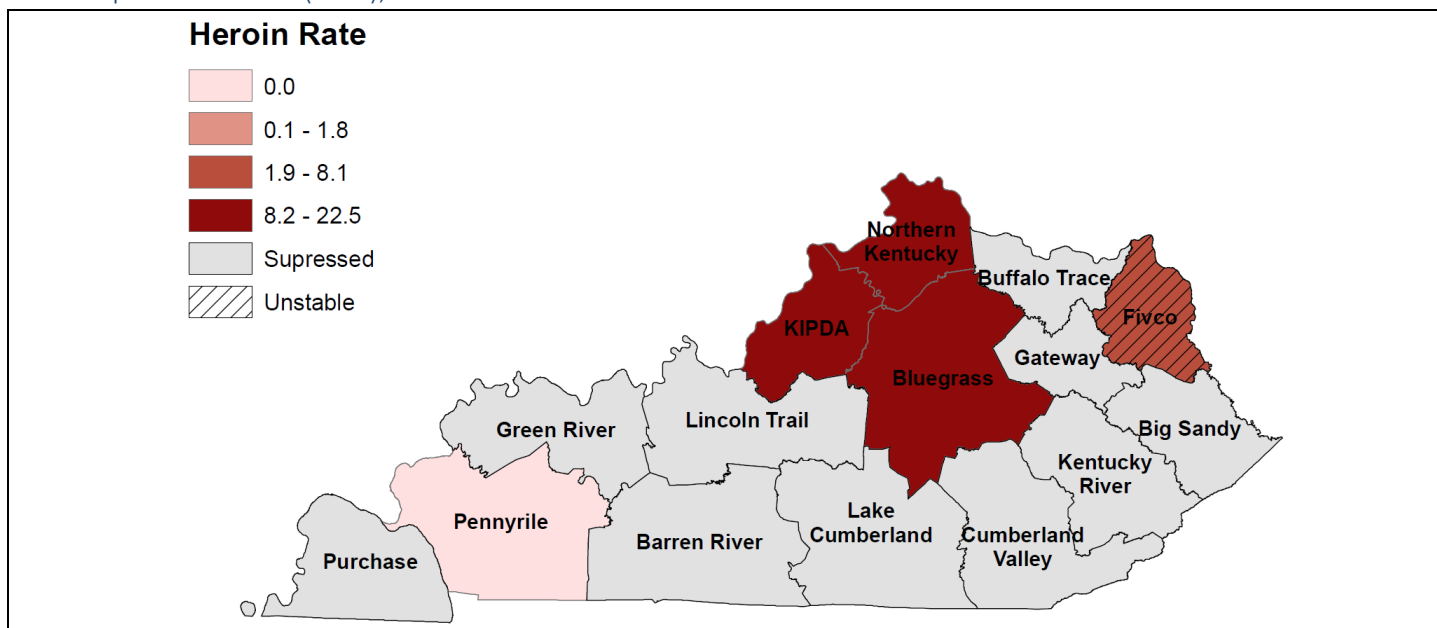 Heroin Rate
0.0
0.1 - 1.8
1.9 - 8.1
8.2 - 22.5
Supressed
Unstable
Northern
Kentucky
Buffalo Trace
Fivco
KIPDA
Gateway
Bluegrass
Lincoln Trail
Green River
Big Sandy
Kentucky
River
Pennyrile
Lake
Cumberland
Barren River
Cumberland
Valley
Purchase